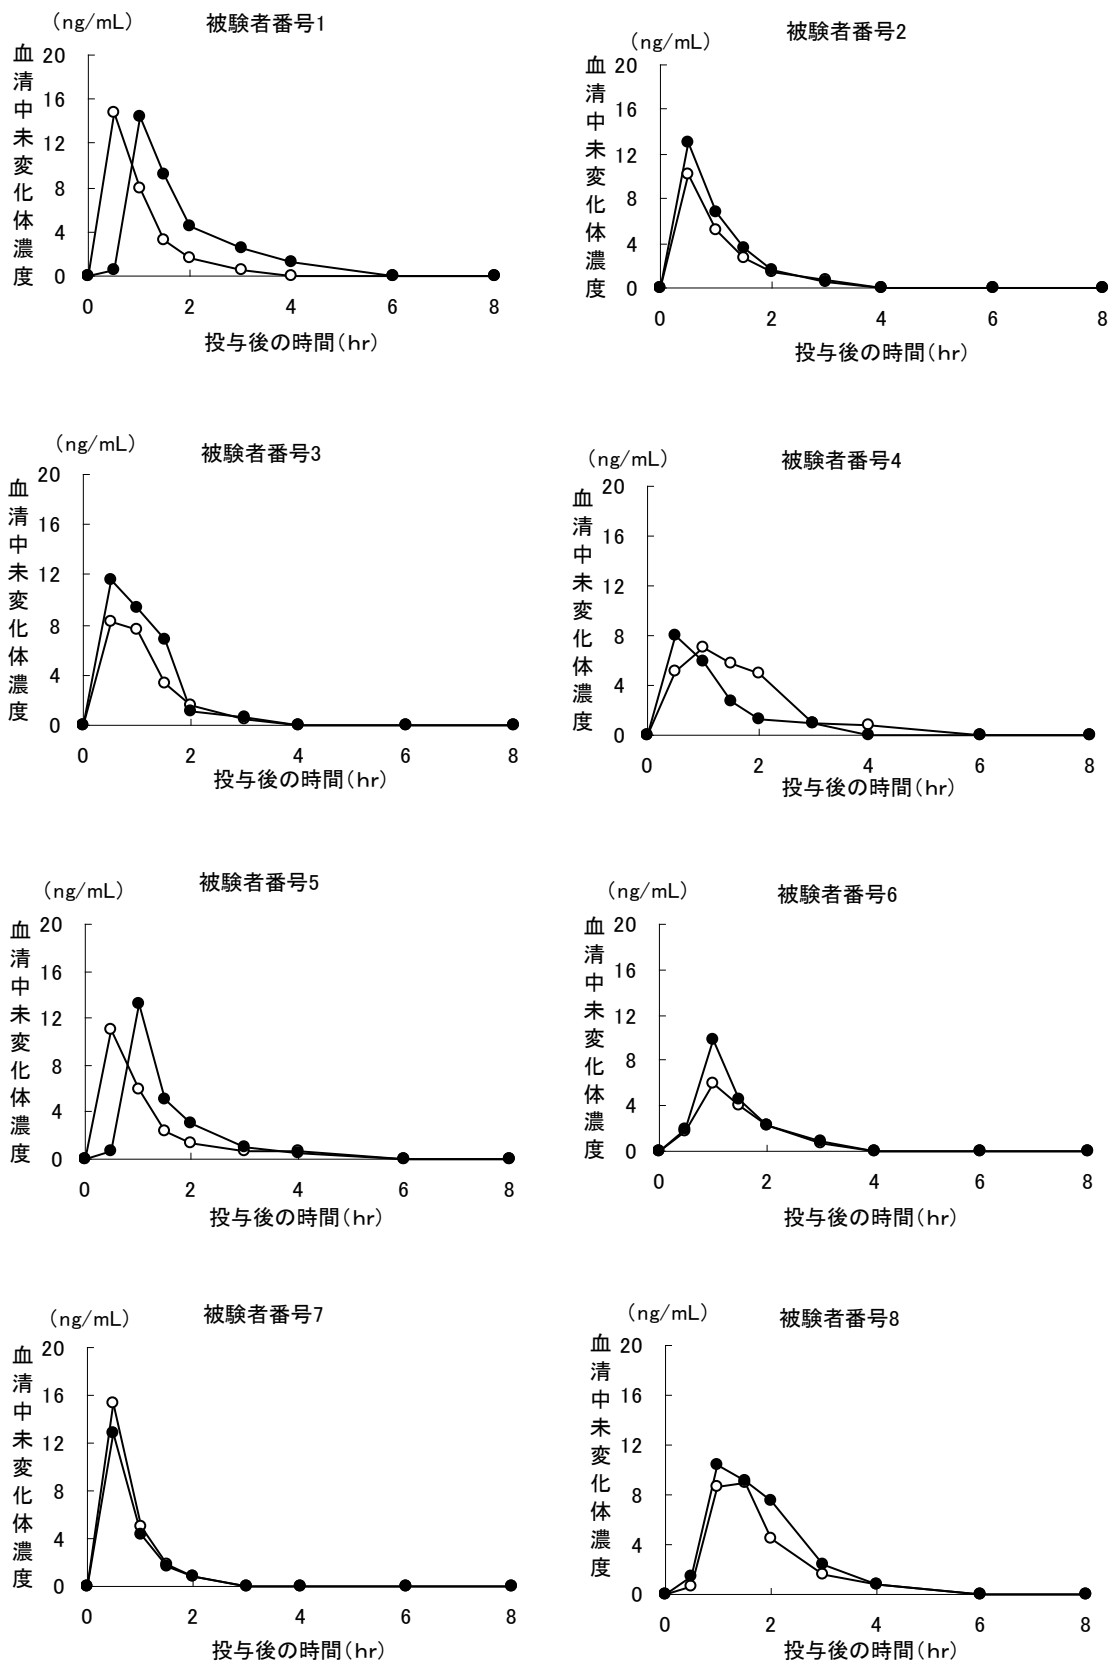 (ng/mL)
被験者番号1
血清中未変化体濃度
20
16
12
8
4
0
0 2 4 6 8
投与後の時間(hr)
(ng/mL)
被験者番号2
血清中未変化体濃度
20
16
12
8
4
0
0 2 4 6 8
投与後の時間(hr)
(ng/mL)
被験者番号3
血清中未変化体濃度
20
16
12
8
4
0
0 2 4 6 8
投与後の時間(hr)
(ng/mL)
被験者番号4
血清中未変化体濃度
20
16
12
8
4
0
0 2 4 6 8
投与後の時間(hr)
(ng/mL)
被験者番号5
血清中未変化体濃度
20
16
12
8
4
0
0 2 4 6 8
投与後の時間(hr)
(ng/mL)
被験者番号6
血清中未変化体濃度
20
16
12
8
4
0
0 2 4 6 8
投与後の時間(hr)
(ng/mL)
被験者番号7
血清中未変化体濃度
20
16
12
8
4
0
0 2 4 6 8
投与後の時間(hr)
(ng/mL)
被験者番号8
血清中未変化体濃度
20
16
12
8
4
0
0 2 4 6 8
投与後の時間(hr)